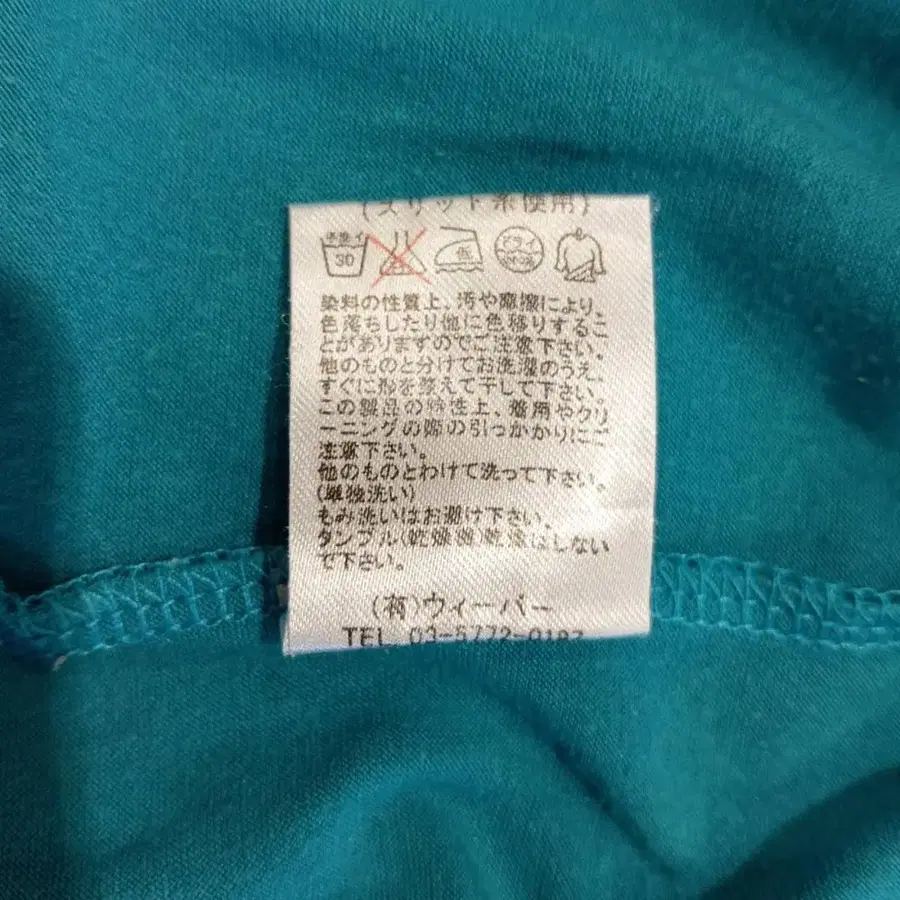 (スリット糸使用)
手洗イ 30 低 ドライ
染料の性質上、汚や摩擦により、
色落ちしたり他に色移りするこ
とがありますのでご注意下さい。
他のものと分けてお洗濯のうえ、
すぐに形を整えて干して下さい。
この製品の特性上、着用やクリ
ーニングの際の引っかかりにご
注意下さい。
他のものとわけて洗って下さい。
(単独洗い)
もみ洗いはお避け下さい。
タンブル(乾燥機)乾燥はしない
で下さい。
(有)ウィーバー
TEL 03-5772-0187